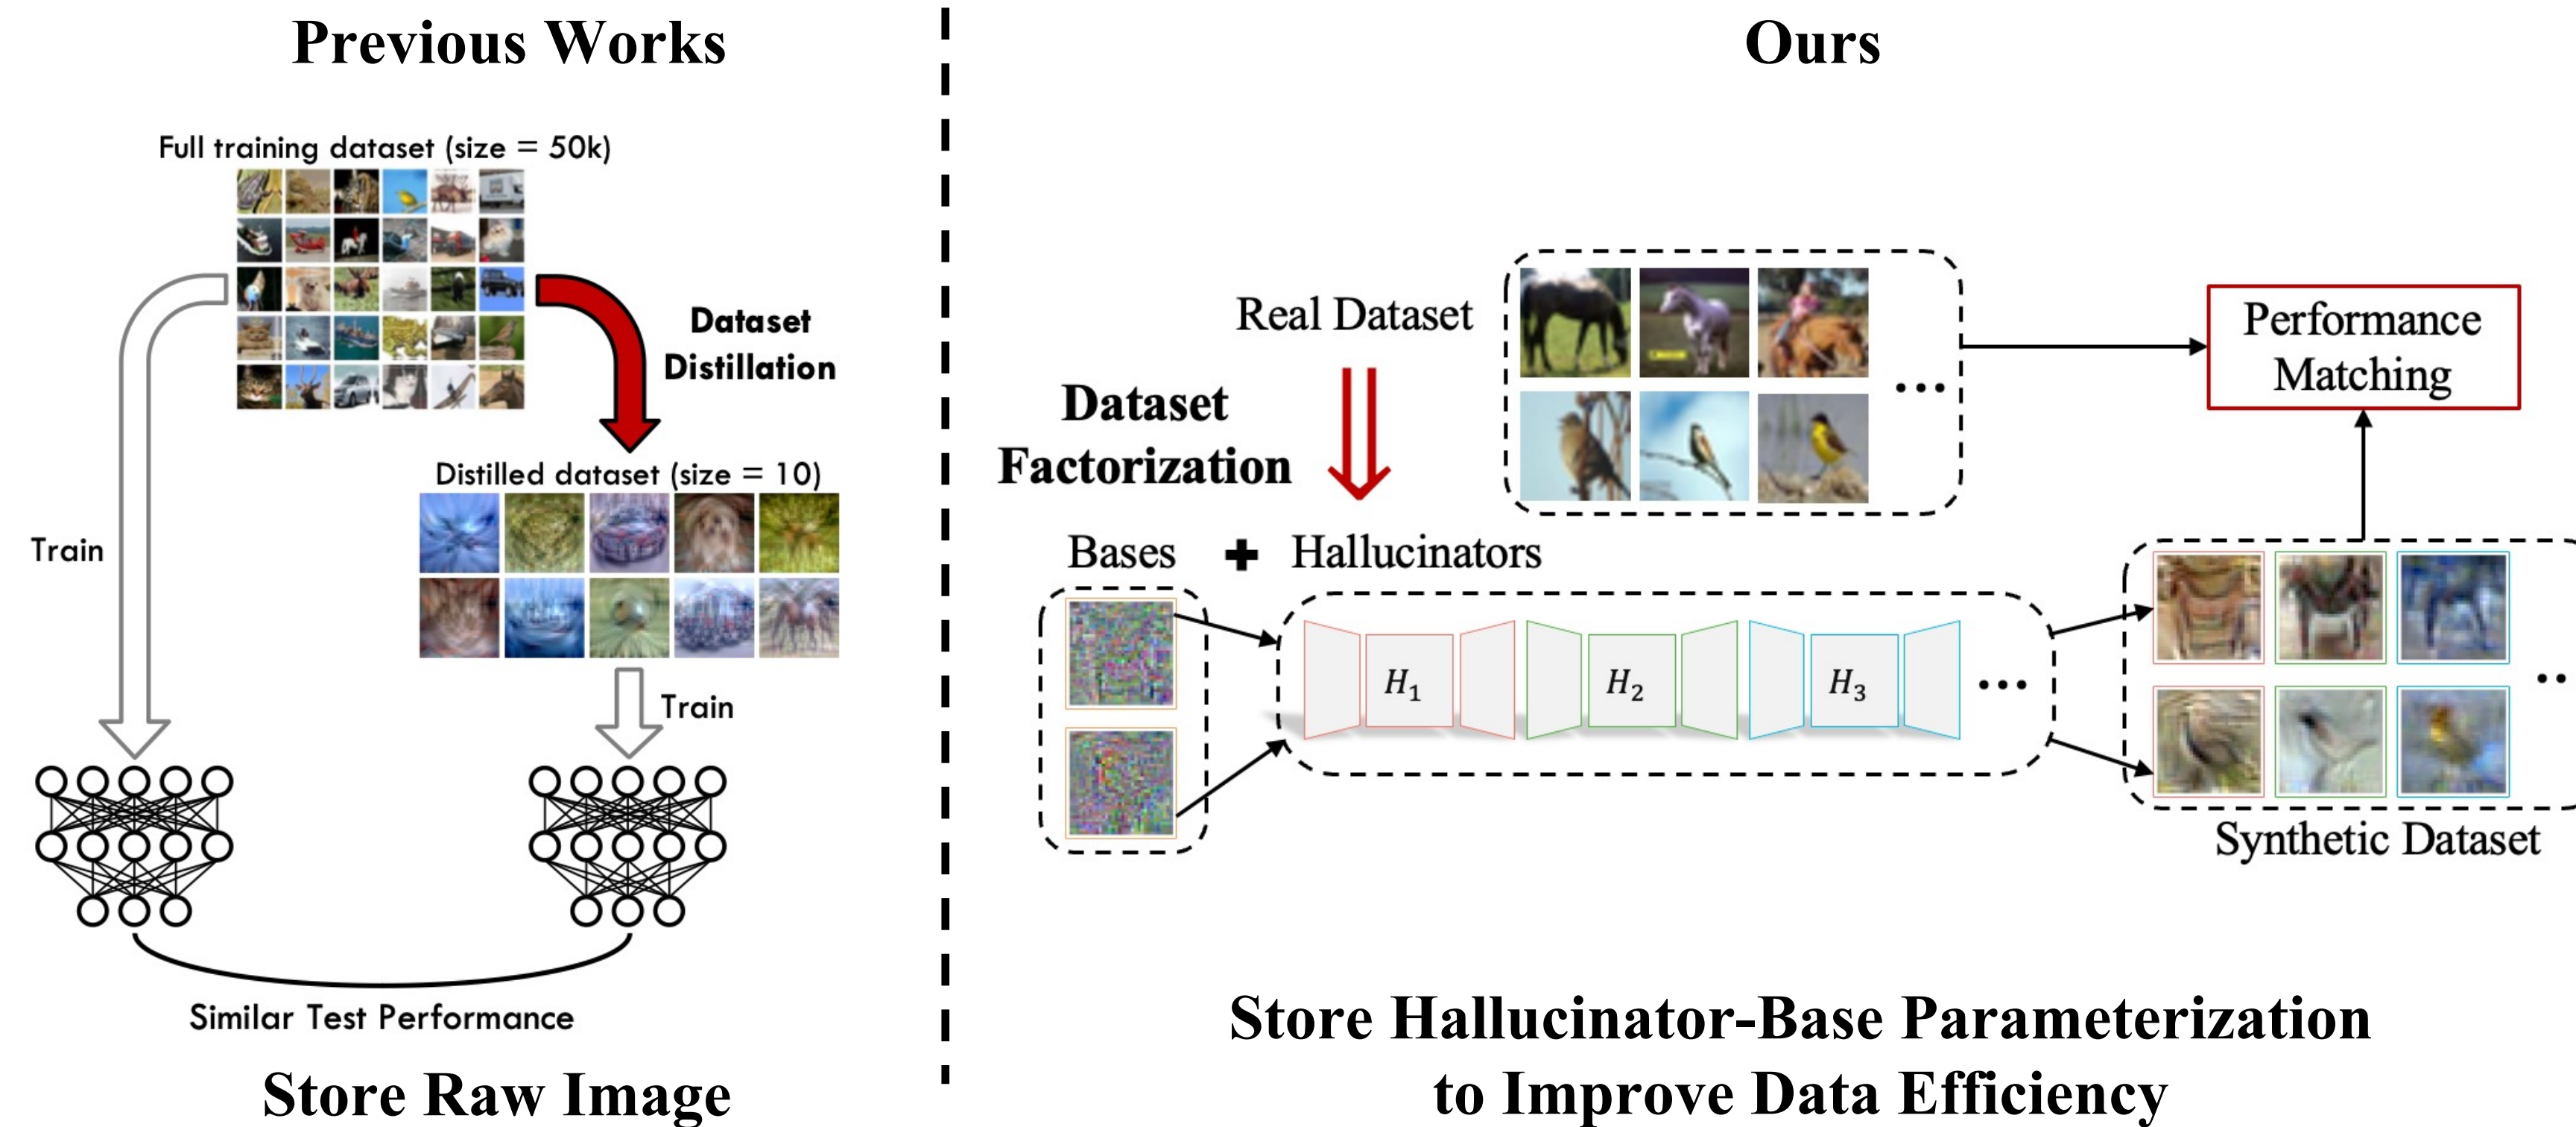 Previous Works
Full training dataset (size = 50k)
Dataset
Distillation
Distilled dataset (size = 10)
Train
Train
Similar Test Performance
Store Raw Image
Ours
Real Dataset
Performance
Matching
Dataset
Factorization
Bases + Hallucinators
H1
H2
H3
...
...
..
Synthetic Dataset
Store Hallucinator-Base Parameterization
to Improve Data Efficiency